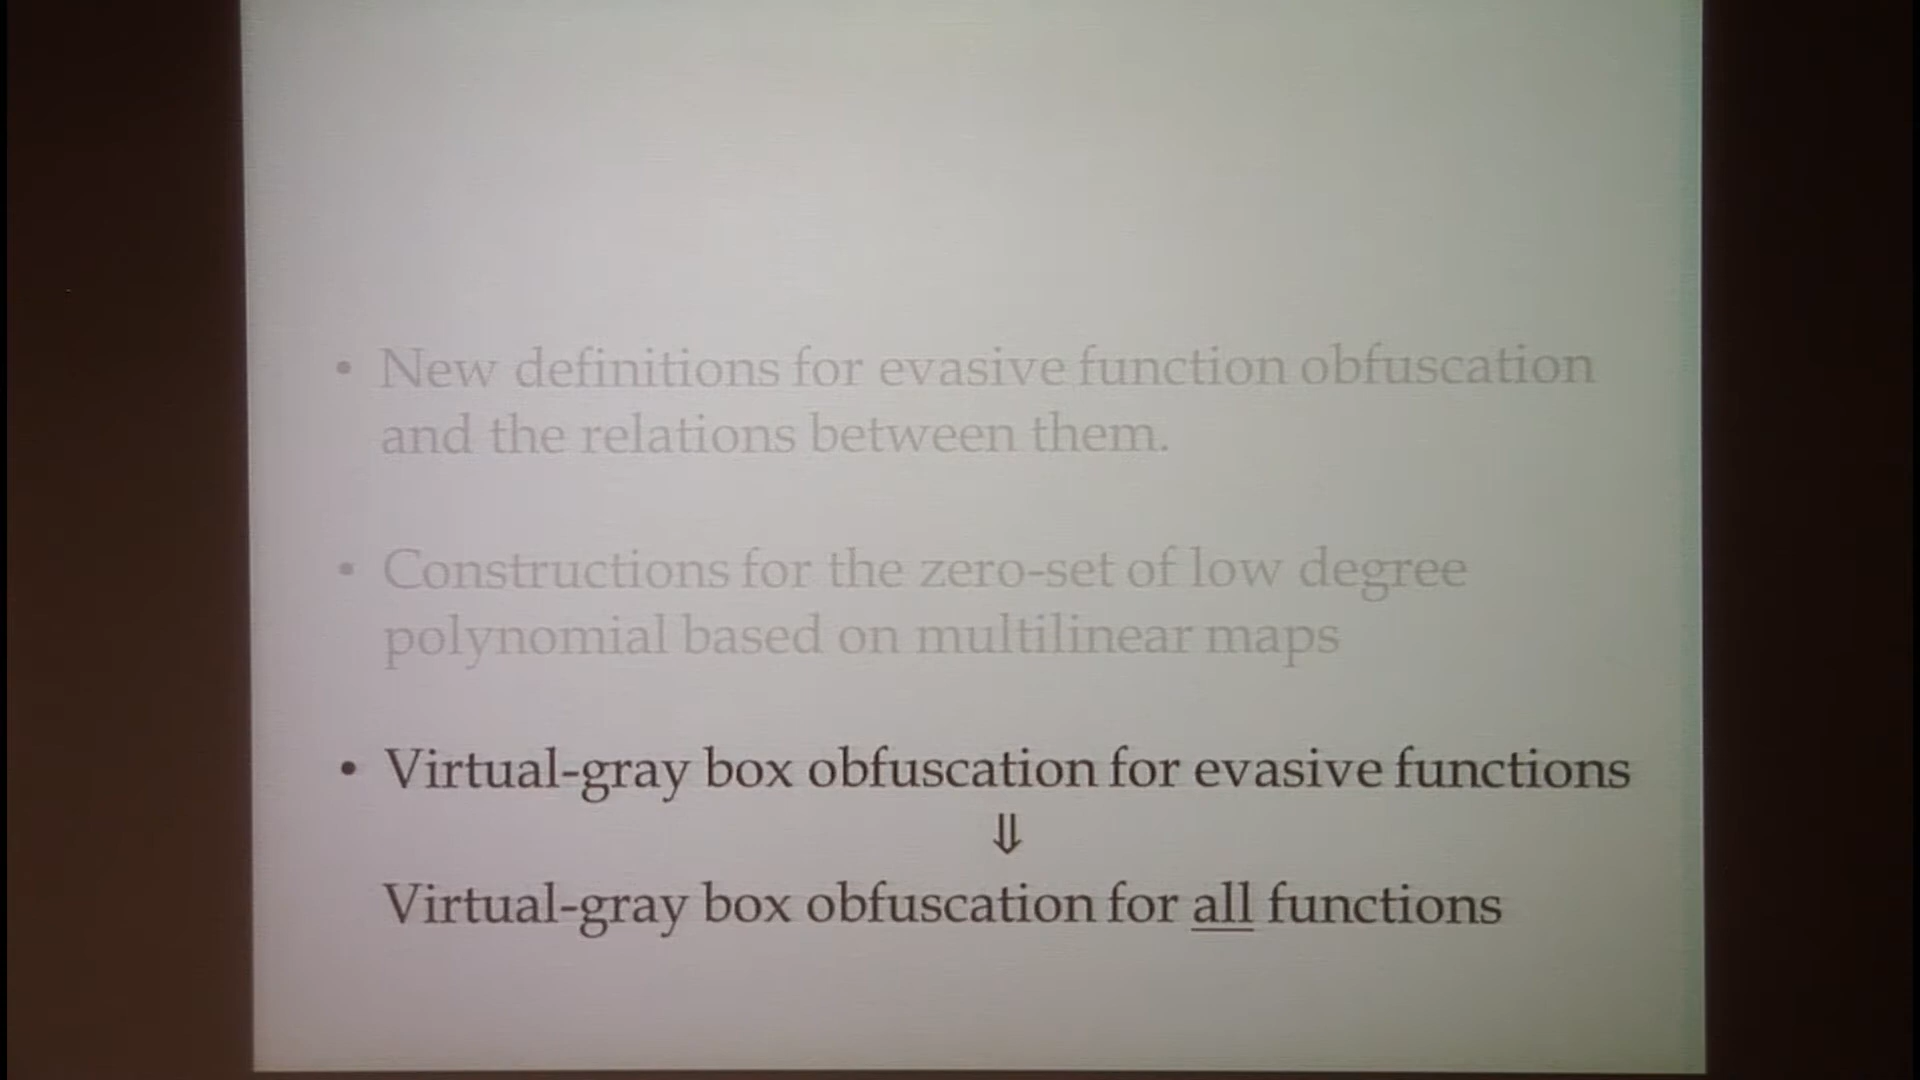 • New definitions for evasive function obfuscation
and the relations between them.
• Constructions for the zero-set of low degree
polynomial based on multilinear maps
• Virtual-gray box obfuscation for evasive functions
⇓
Virtual-gray box obfuscation for all functions